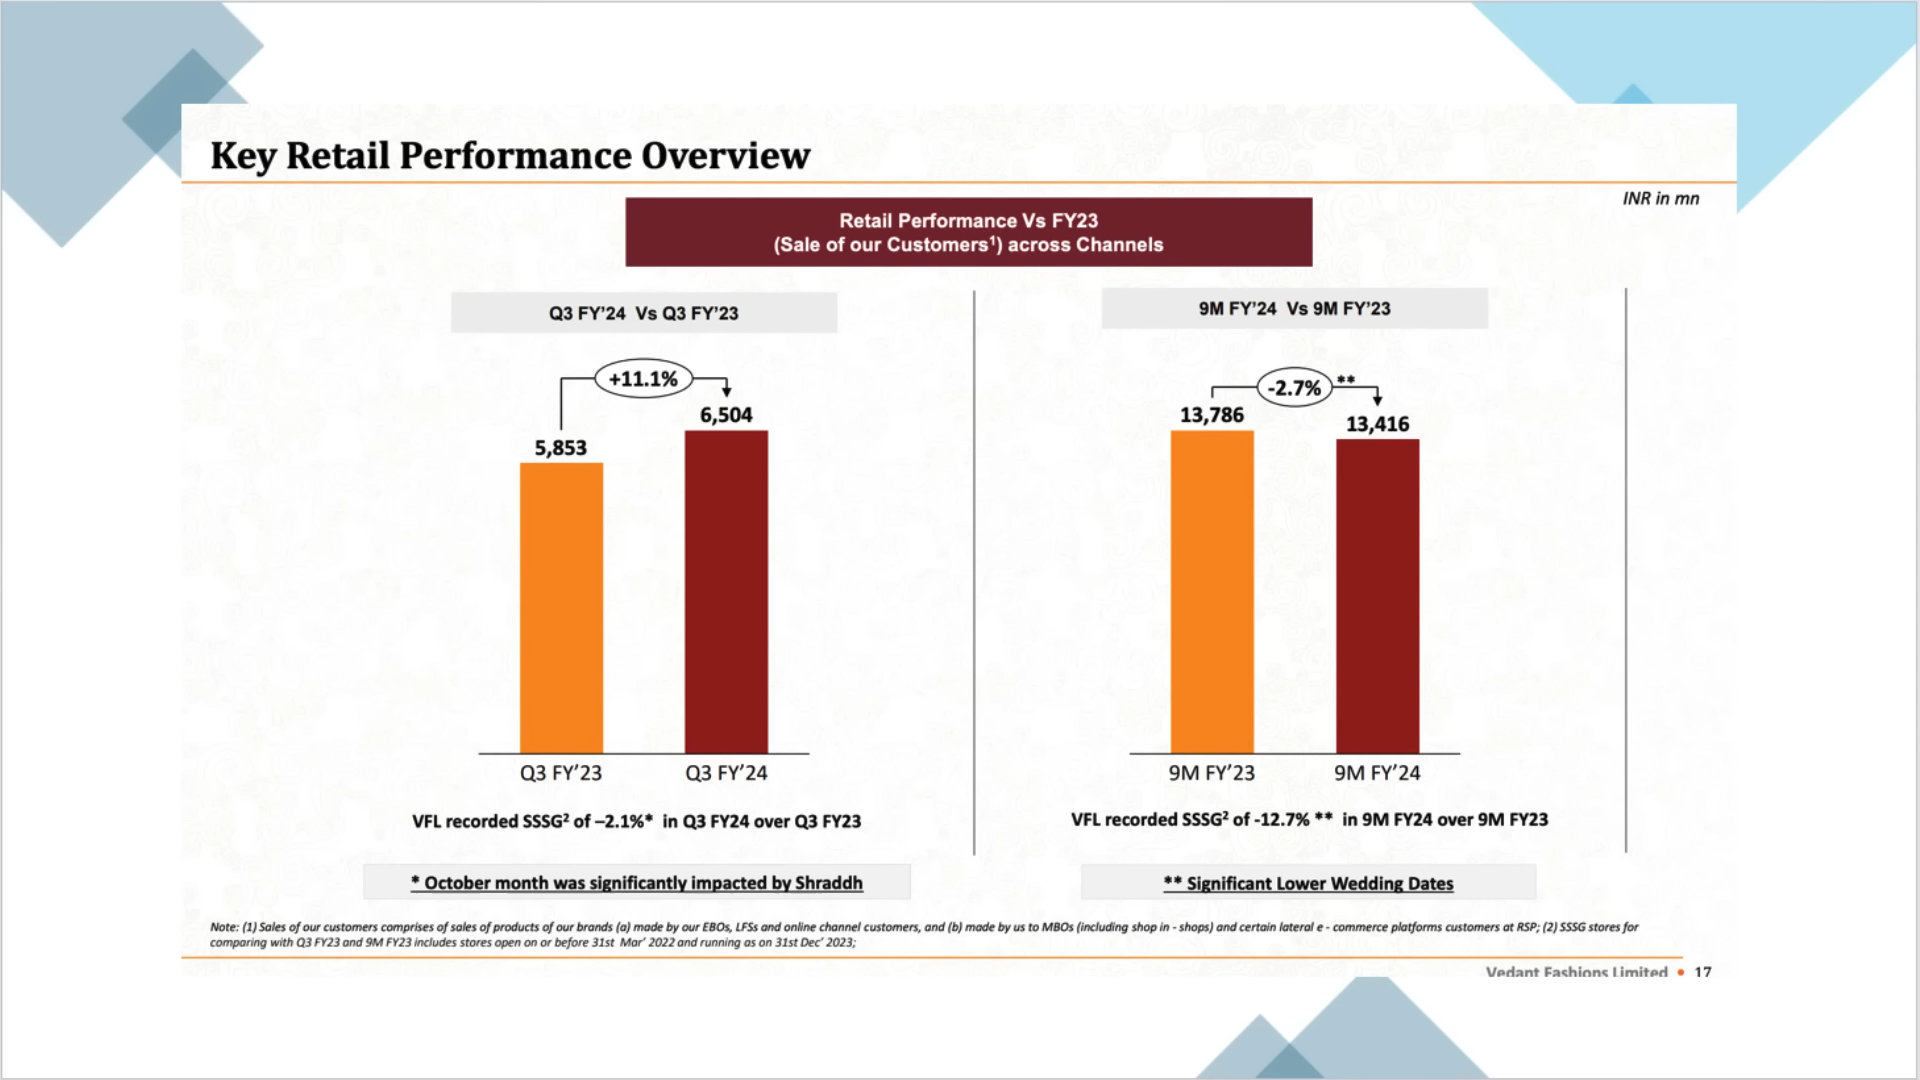 Key Retail Performance Overview
INR in mn
Retail Performance Vs FY23
(Sale of our Customers¹) across Channels
Q3 FY’24 Vs Q3 FY’23
+11.1%
5,853
6,504
Q3 FY’23
Q3 FY’24
VFL recorded SSSG² of –2.1%* in Q3 FY24 over Q3 FY23
* October month was significantly impacted by Shraddh
9M FY’24 Vs 9M FY’23
-2.7% **
13,786
13,416
9M FY’23
9M FY’24
VFL recorded SSSG² of -12.7% ** in 9M FY24 over 9M FY23
** Significant Lower Wedding Dates
Note: (1) Sales of our customers comprises of sales of products of our brands (a) made by our EBOs, LFSs and online channel customers, and (b) made by us to MBOs (including shop in - shops) and certain lateral e - commerce platforms customers at RSP; (2) SSSG stores for
comparing with Q3 FY23 and 9M FY23 includes stores open on or before 31st Mar’ 2022 and running as on 31st Dec’ 2023;
Vedant Fashions Limited • 17